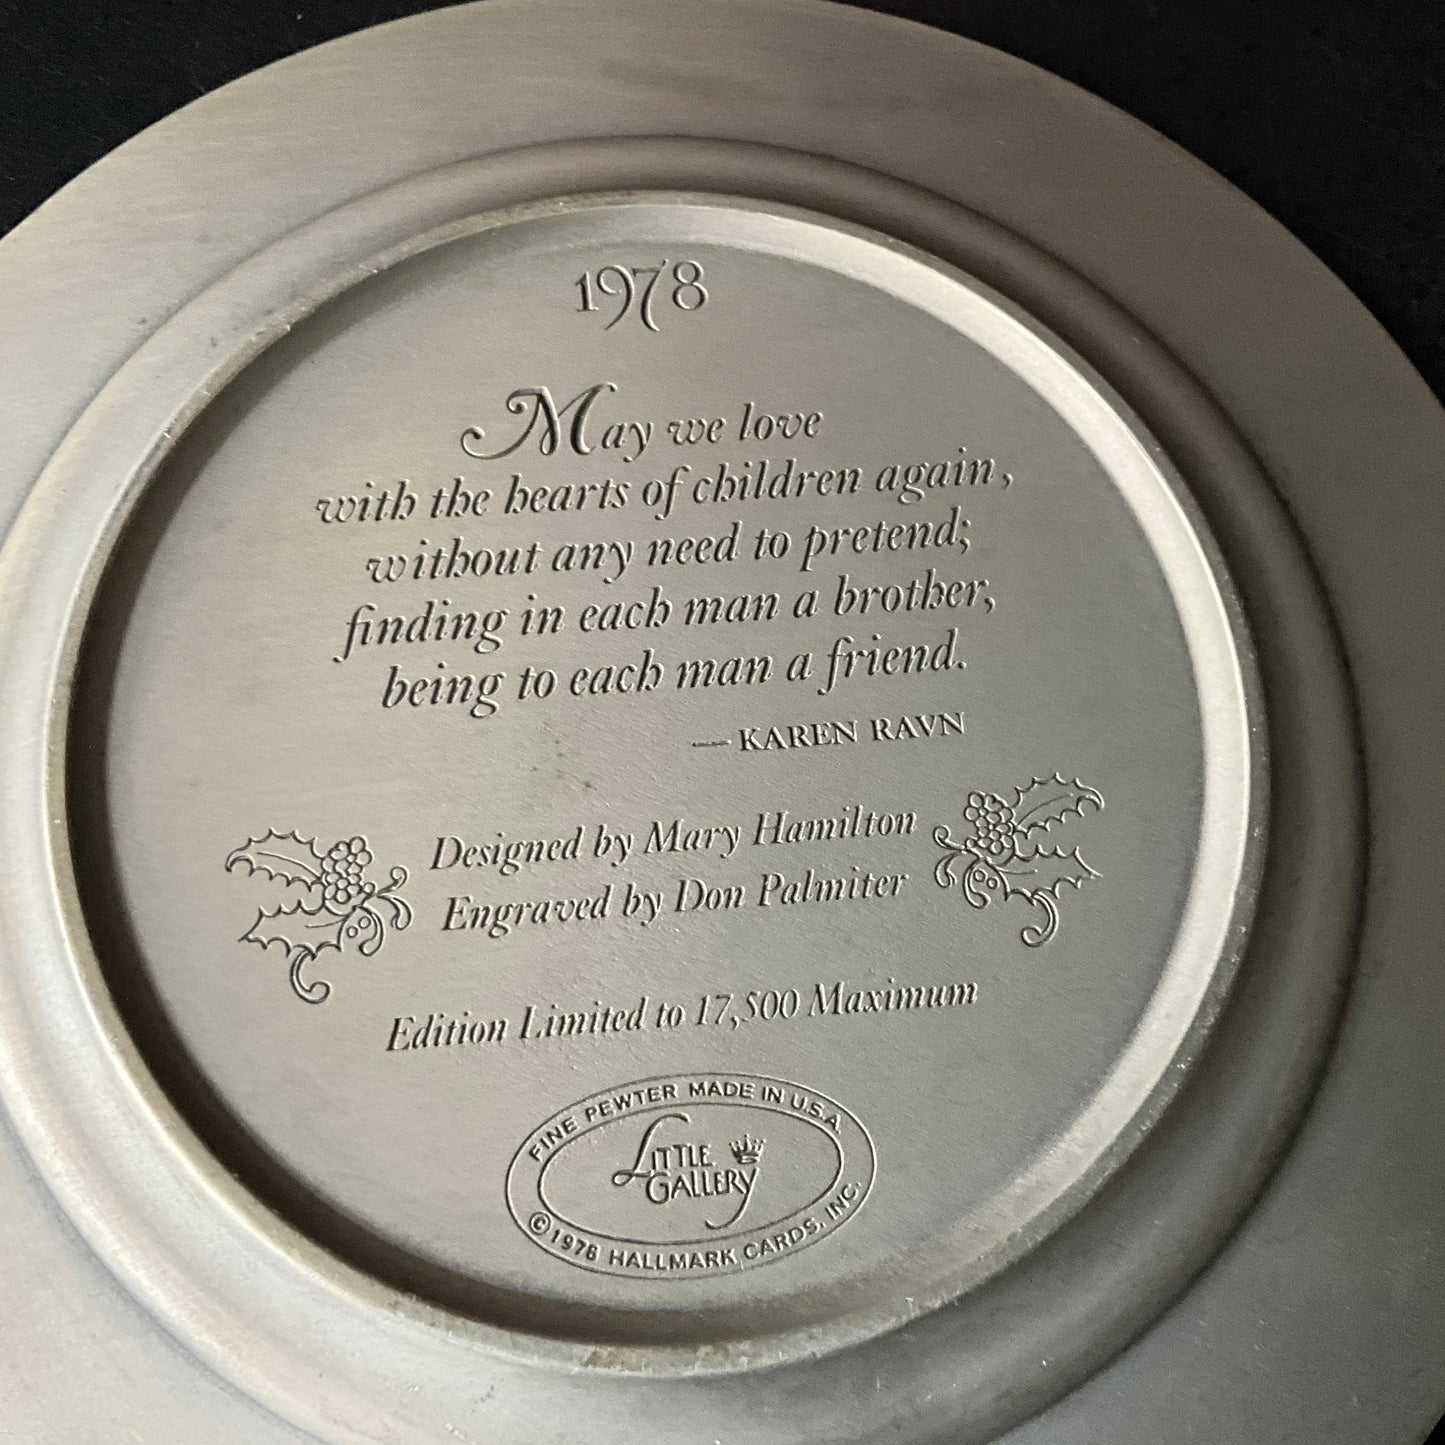 1978
May we love
with the hearts of children again,
without any need to pretend;
finding in each man a brother,
being to each man a friend.
— KAREN RAVN
Designed by Mary Hamilton
Engraved by Don Palmiter
Edition Limited to 17,500 Maximum
FINE PEWTER MADE IN U.S.A.
LITTLE
GALLERY
© 1978 HALLMARK CARDS, INC.